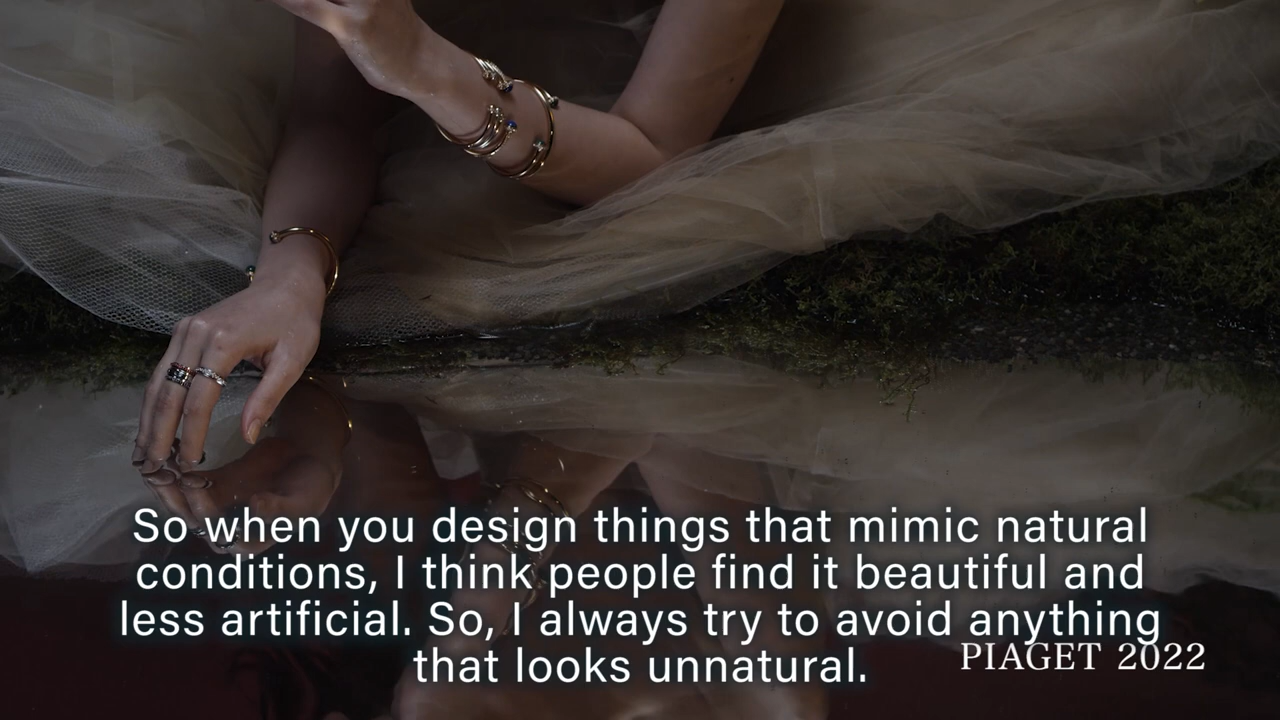 So when you design things that mimic natural
conditions, I think people find it beautiful and
less artificial. So, I always try to avoid anything
that looks unnatural.
PIAGET 2022